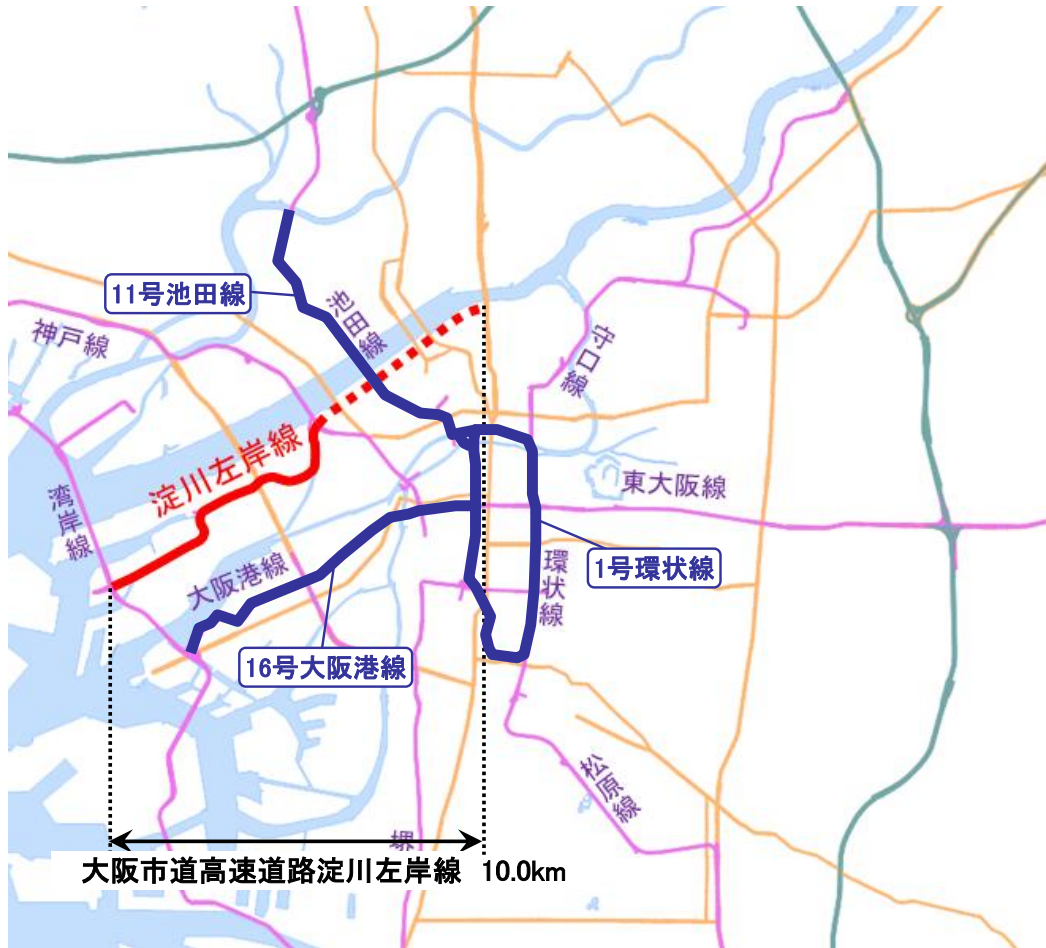 11号池田線
池田線
神戸線
守口線
淀川左岸線
東大阪線
湾岸線
1号環状線
環状線
大阪港線
16号大阪港線
松原線
堺
大阪市道高速道路淀川左岸線 10.0km